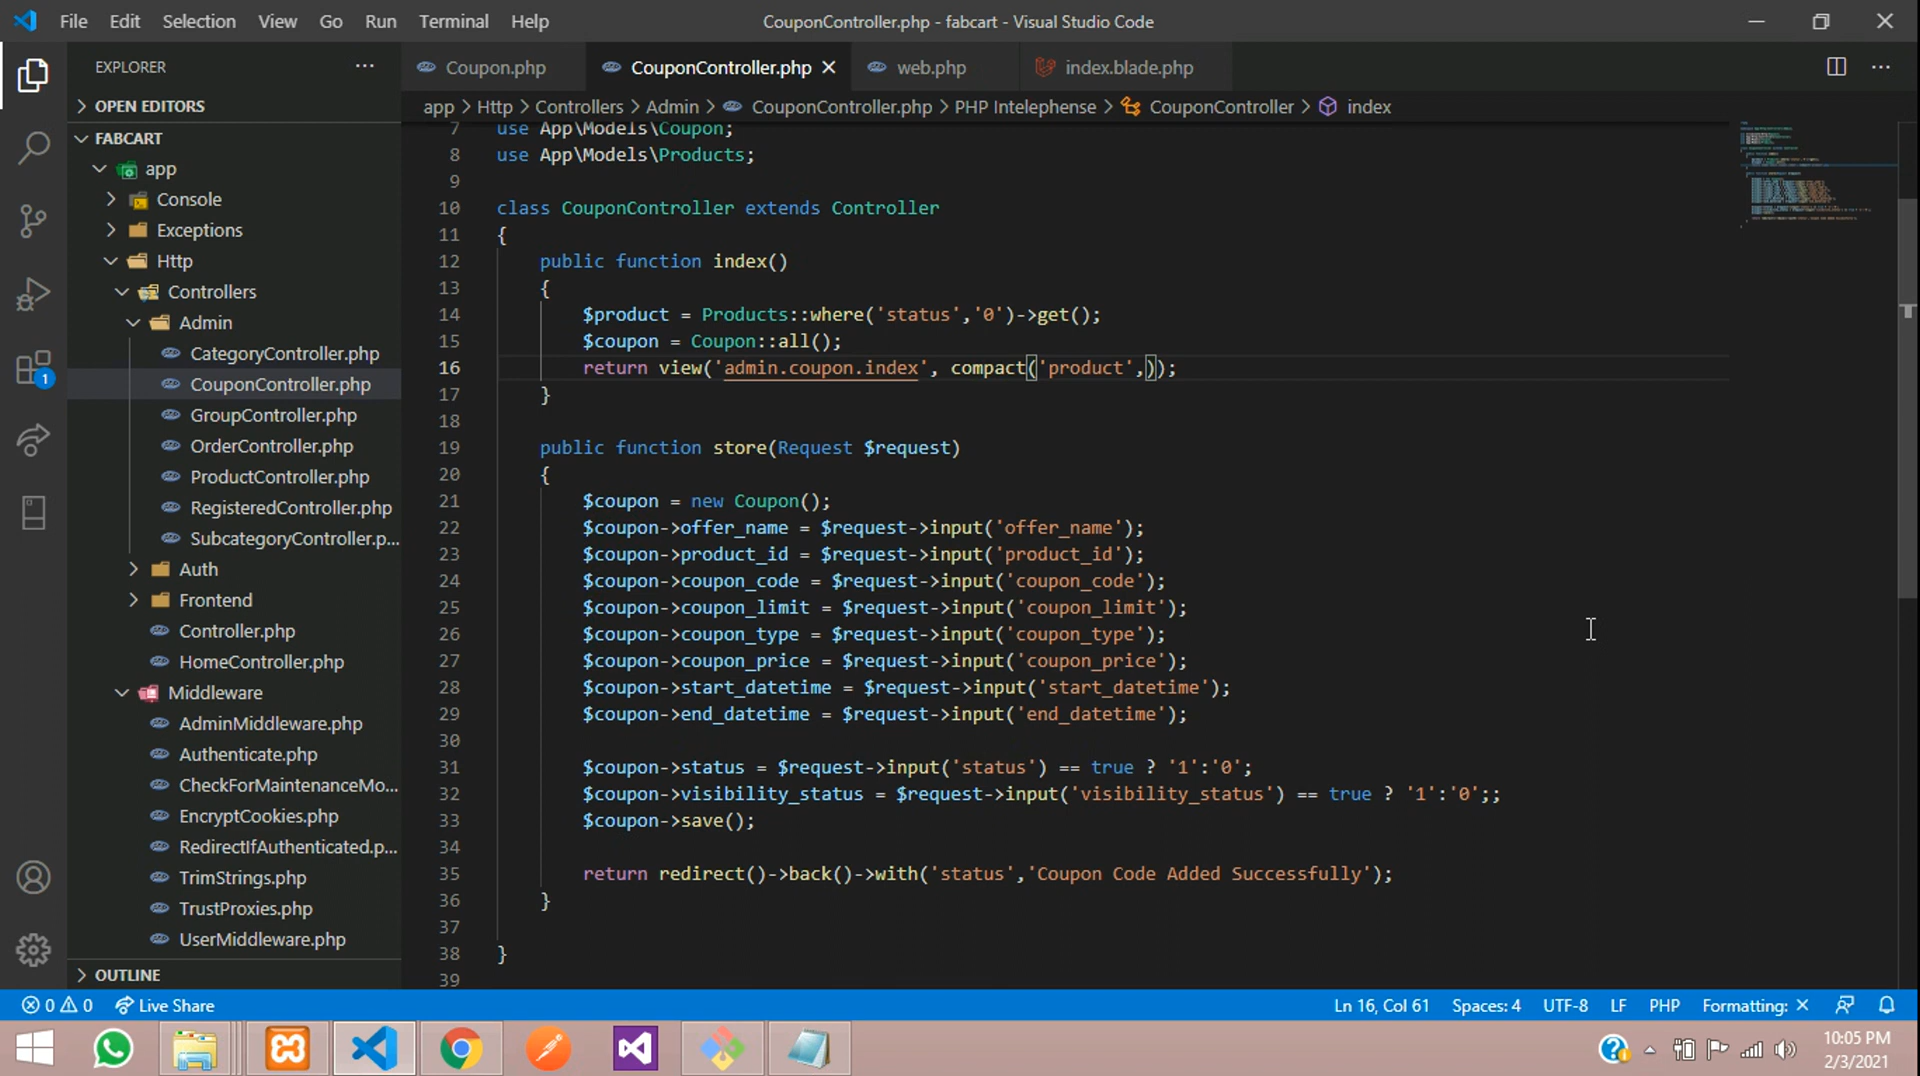 File Edit Selection View Go Run Terminal Help
CouponController.php - fabcart - Visual Studio Code
EXPLORER
Coupon.php
CouponController.php
web.php
index.blade.php
app > Http > Controllers > Admin > CouponController.php > PHP Intelephense > CouponController > index
OPEN EDITORS
FABCART
app
Console
Exceptions
Http
Controllers
Admin
CategoryController.php
CouponController.php
GroupController.php
OrderController.php
ProductController.php
RegisteredController.php
SubcategoryController.p...
Auth
Frontend
Controller.php
HomeController.php
Middleware
AdminMiddleware.php
Authenticate.php
CheckForMaintenanceMo...
EncryptCookies.php
RedirectIfAuthenticated.p...
TrimStrings.php
TrustProxies.php
UserMiddleware.php
OUTLINE
1
7 use App\Models\Coupon;
8 use App\Models\Products;
9
10 class CouponController extends Controller
11 {
12 public function index()
13 {
14 $product = Products::where('status','0')->get();
15 $coupon = Coupon::all();
16 return view('admin.coupon.index', compact('product',));
17 }
18
19 public function store(Request $request)
20 {
21 $coupon = new Coupon();
22 $coupon->offer_name = $request->input('offer_name');
23 $coupon->product_id = $request->input('product_id');
24 $coupon->coupon_code = $request->input('coupon_code');
25 $coupon->coupon_limit = $request->input('coupon_limit');
26 $coupon->coupon_type = $request->input('coupon_type');
27 $coupon->coupon_price = $request->input('coupon_price');
28 $coupon->start_datetime = $request->input('start_datetime');
29 $coupon->end_datetime = $request->input('end_datetime');
30
31 $coupon->status = $request->input('status') == true ? '1':'0';
32 $coupon->visibility_status = $request->input('visibility_status') == true ? '1':'0';;
33 $coupon->save();
34
35 return redirect()->back()->with('status','Coupon Code Added Successfully');
36 }
37
38 }
39
0 0 Live Share
Ln 16, Col 61 Spaces: 4 UTF-8 LF PHP Formatting: ×
10:05 PM
2/3/2021